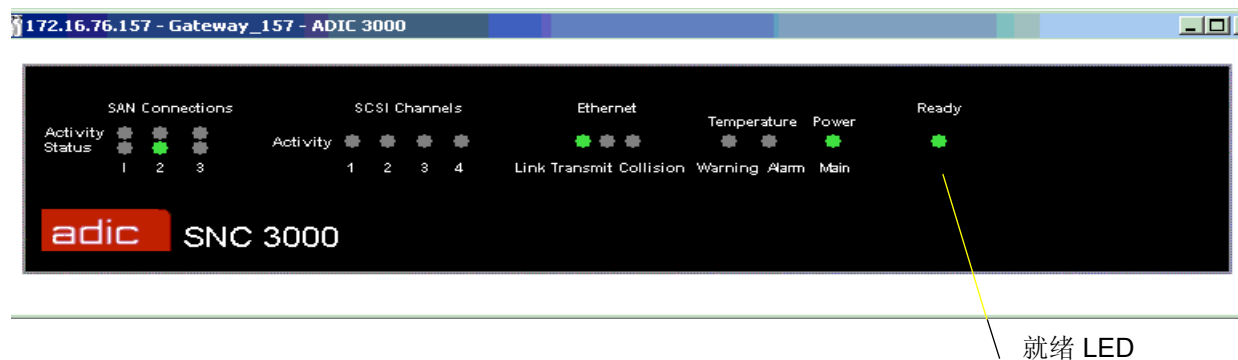 172.16.76.157 - Gateway_157 - ADIC 3000
SAN Connections
SCSI Channels
Ethernet
Temperature
Power
Ready
Activity
Status
Activity
1 2 3
1 2 3 4
Link Transmit Collision
Warning Alarm
Main
adic
SNC 3000
就绪 LED